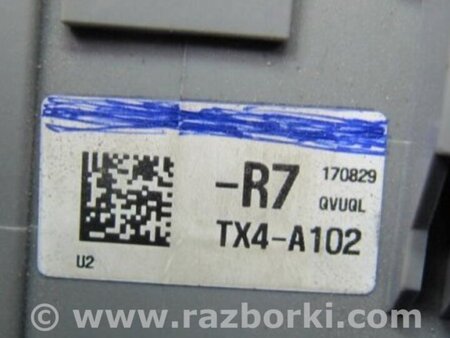 -R7 170829
QVUQL
TX4-A102
U2
© www.razborki.com